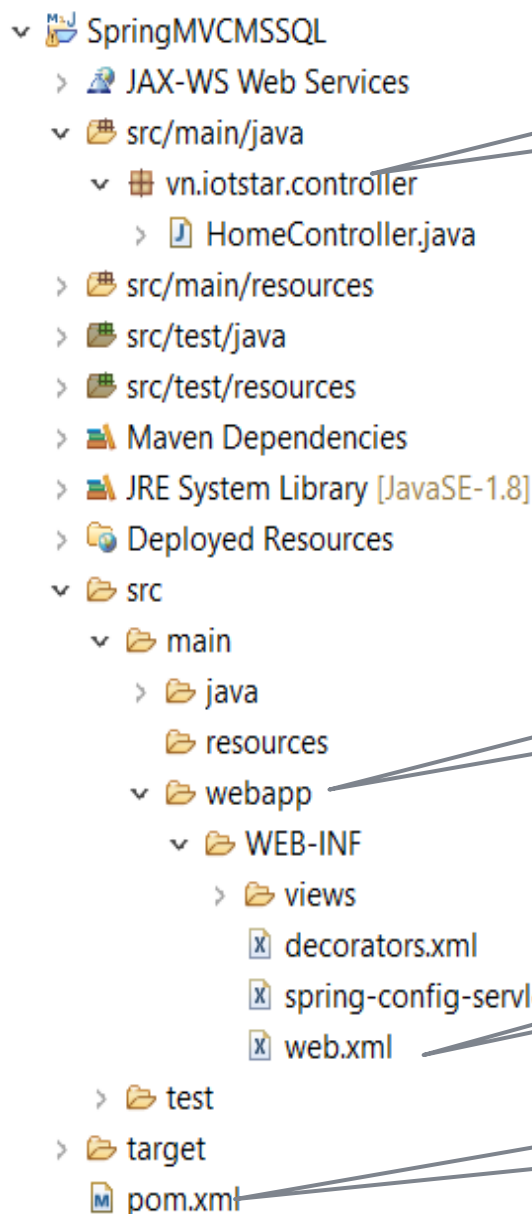 SpringMVCMSSQL
JAX-WS Web Services
src/main/java
vn.iotstar.controller
HomeController.java
src/main/resources
src/test/java
src/test/resources
Maven Dependencies
JRE System Library [JavaSE-1.8]
Deployed Resources
src
main
java
resources
webapp
WEB-INF
views
decorators.xml
spring-config-servl
web.xml
test
target
pom.xml